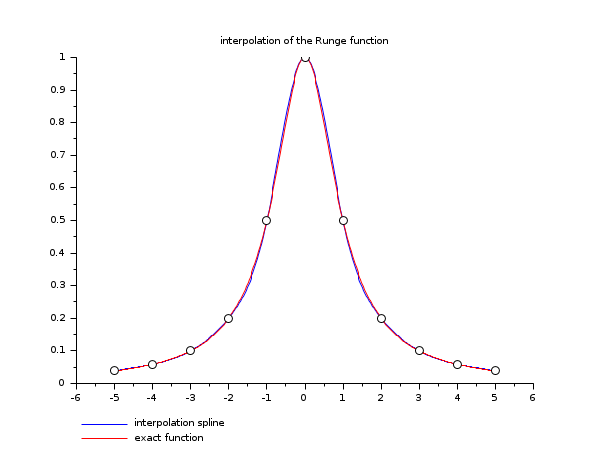 interpolation of the Runge function
1
0.9
0.8
0.7
0.6
0.5
0.4
0.3
0.2
0.1
0
-6 -5 -4 -3 -2 -1 0 1 2 3 4 5 6
interpolation spline
exact function